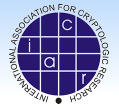 INTERNATIONAL ASSOCIATION FOR CRYPTOLOGIC RESEARCH
i
a
c r